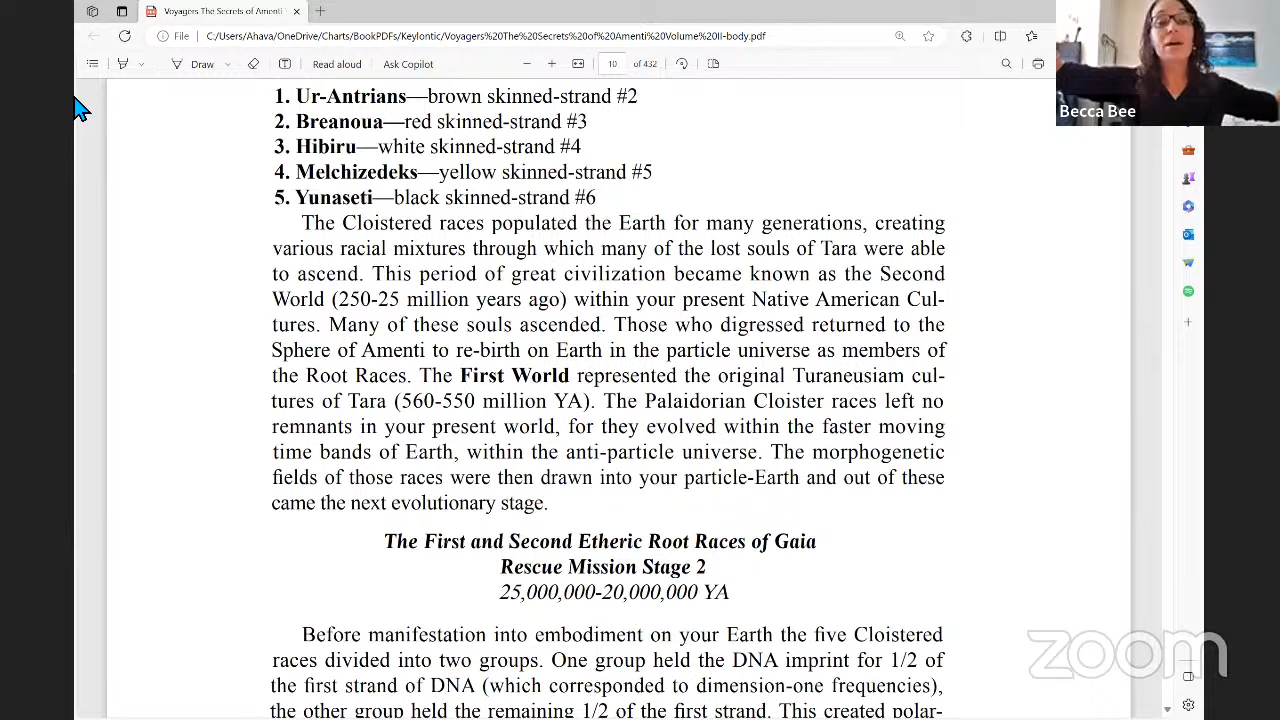 Voyagers The Secrets of Amenti
File
C:/Users/Ahava/OneDrive/Charts/BookPDFs/Keylontic/Voyagers%20The%20Secrets%20of%20Amenti%20Volume%20II-body.pdf
Draw
Read aloud
Ask Copilot
10 of 432
Becca Bee
1. Ur-Antrians—brown skinned-strand #2
2. Breanoua—red skinned-strand #3
3. Hibiru—white skinned-strand #4
4. Melchizedeks—yellow skinned-strand #5
5. Yunaseti—black skinned-strand #6
The Cloistered races populated the Earth for many generations, creating
various racial mixtures through which many of the lost souls of Tara were able
to ascend. This period of great civilization became known as the Second
World (250-25 million years ago) within your present Native American Cul-
tures. Many of these souls ascended. Those who digressed returned to the
Sphere of Amenti to re-birth on Earth in the particle universe as members of
the Root Races. The First World represented the original Turaneusiam cul-
tures of Tara (560-550 million YA). The Palaidorian Cloister races left no
remnants in your present world, for they evolved within the faster moving
time bands of Earth, within the anti-particle universe. The morphogenetic
fields of those races were then drawn into your particle-Earth and out of these
came the next evolutionary stage.
The First and Second Etheric Root Races of Gaia
Rescue Mission Stage 2
25,000,000-20,000,000 YA
Before manifestation into embodiment on your Earth the five Cloistered
races divided into two groups. One group held the DNA imprint for 1/2 of
the first strand of DNA (which corresponded to dimension-one frequencies),
the other group held the remaining 1/2 of the first strand. This created polar-
zoom